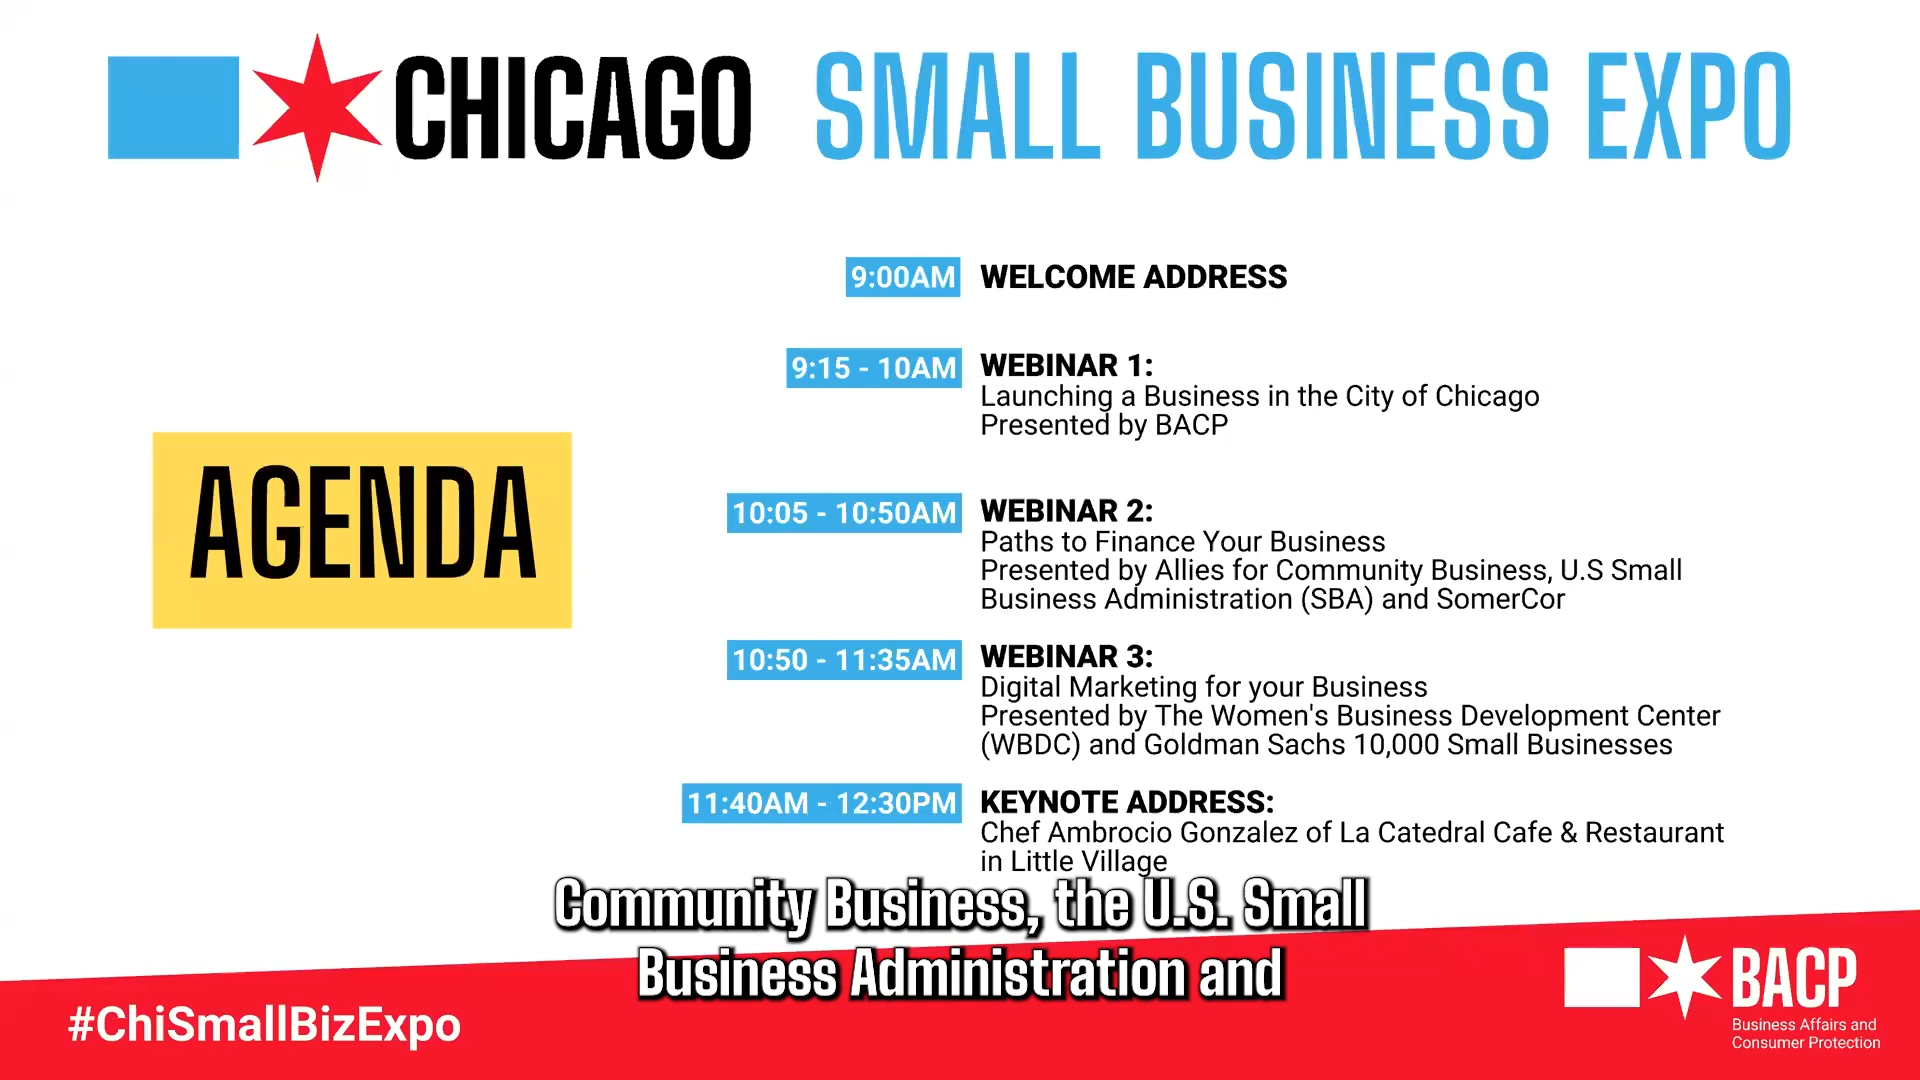 CHICAGO SMALL BUSINESS EXPO
AGENDA
9:00AM WELCOME ADDRESS
9:15 - 10AM WEBINAR 1:
Launching a Business in the City of Chicago
Presented by BACP
10:05 - 10:50AM WEBINAR 2:
Paths to Finance Your Business
Presented by Allies for Community Business, U.S Small
Business Administration (SBA) and SomerCor
10:50 - 11:35AM WEBINAR 3:
Digital Marketing for your Business
Presented by The Women's Business Development Center
(WBDC) and Goldman Sachs 10,000 Small Businesses
11:40AM - 12:30PM KEYNOTE ADDRESS:
Chef Ambrocio Gonzalez of La Catedral Cafe & Restaurant
in Little Village
Community Business, the U.S. Small
Business Administration and
#ChiSmallBizExpo
BACP
Business Affairs and
Consumer Protection